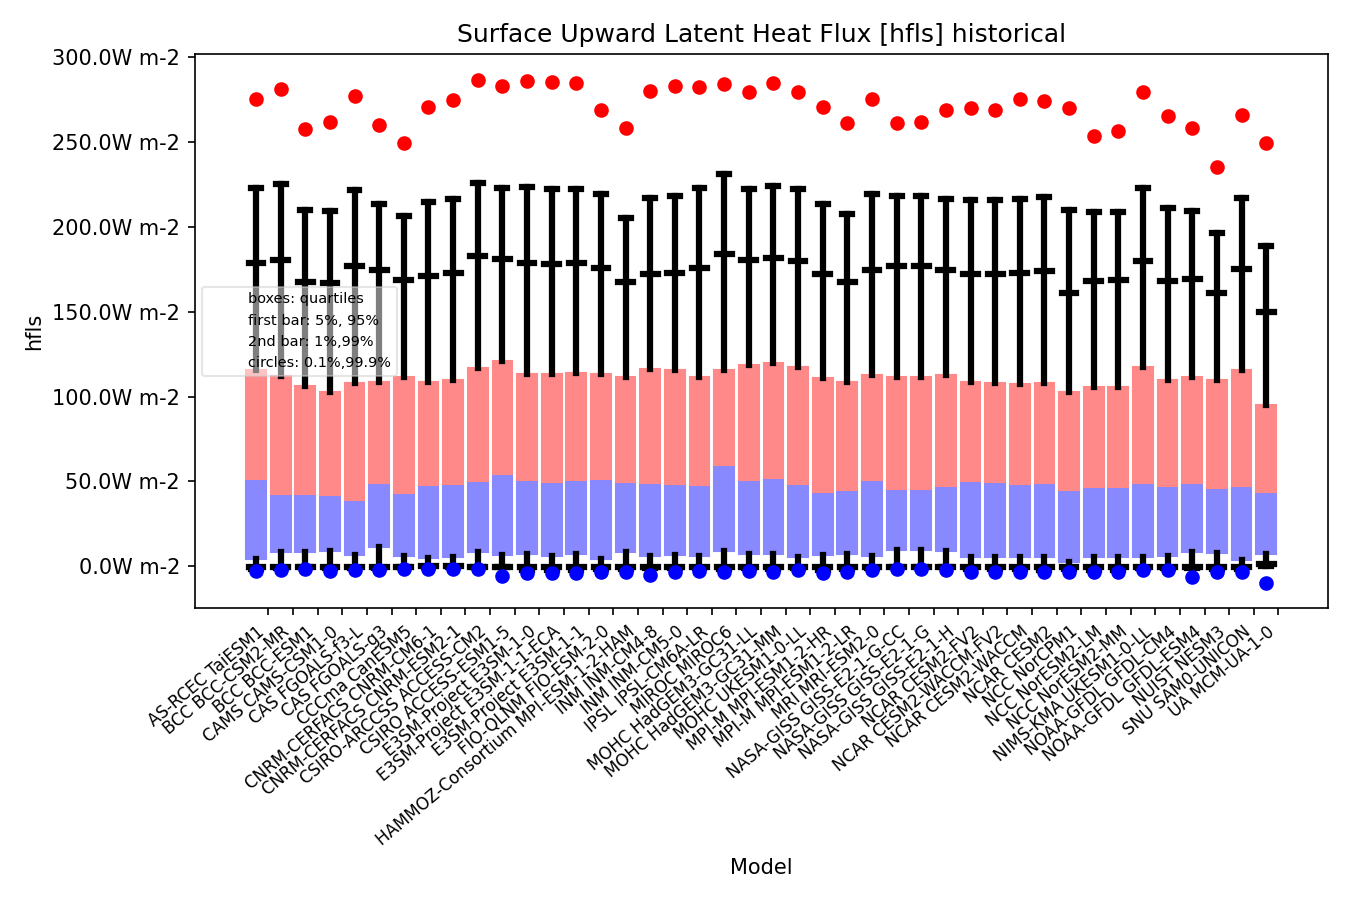 Surface Upward Latent Heat Flux [hfls] historical
300.0W m-2
250.0W m-2
200.0W m-2
150.0W m-2
100.0W m-2
50.0W m-2
0.0W m-2
hfls
boxes: quartiles
first bar: 5%, 95%
2nd bar: 1%,99%
circles: 0.1%,99.9%
AS-RCEC TaiESM1
BCC BCC-CSM2-MR
BCC BCC-ESM1
CAMS CAMS-CSM1-0
CAS FGOALS-f3-L
CAS FGOALS-g3
CCCma CanESM5
CNRM-CERFACS CNRM-CM6-1
CNRM-CERFACS CNRM-ESM2-1
CSIRO-ARCCSS ACCESS-CM2
CSIRO ACCESS-ESM1-5
E3SM-Project E3SM-1-0
E3SM-Project E3SM-1-1-ECA
E3SM-Project E3SM-1-1
FIO-QLNM FIO-ESM-2-0
HAMMOZ-Consortium MPI-ESM-1-2-HAM
INM INM-CM4-8
INM INM-CM5-0
IPSL IPSL-CM6A-LR
MIROC MIROC6
MOHC HadGEM3-GC31-LL
MOHC HadGEM3-GC31-MM
MOHC UKESM1-0-LL
MPI-M MPI-ESM1-2-HR
MPI-M MPI-ESM1-2-LR
MRI MRI-ESM2-0
NASA-GISS GISS-E2-1-G-CC
NASA-GISS GISS-E2-1-G
NASA-GISS GISS-E2-1-H
NCAR CESM2-FV2
NCAR CESM2-WACCM-FV2
NCAR CESM2-WACCM
NCAR CESM2
NCC NorCPM1
NCC NorESM2-LM
NCC NorESM2-MM
NIMS-KMA UKESM1-0-LL
NOAA-GFDL GFDL-CM4
NOAA-GFDL GFDL-ESM4
NUIST NESM3
SNU SAM0-UNICON
UA MCM-UA-1-0
Model